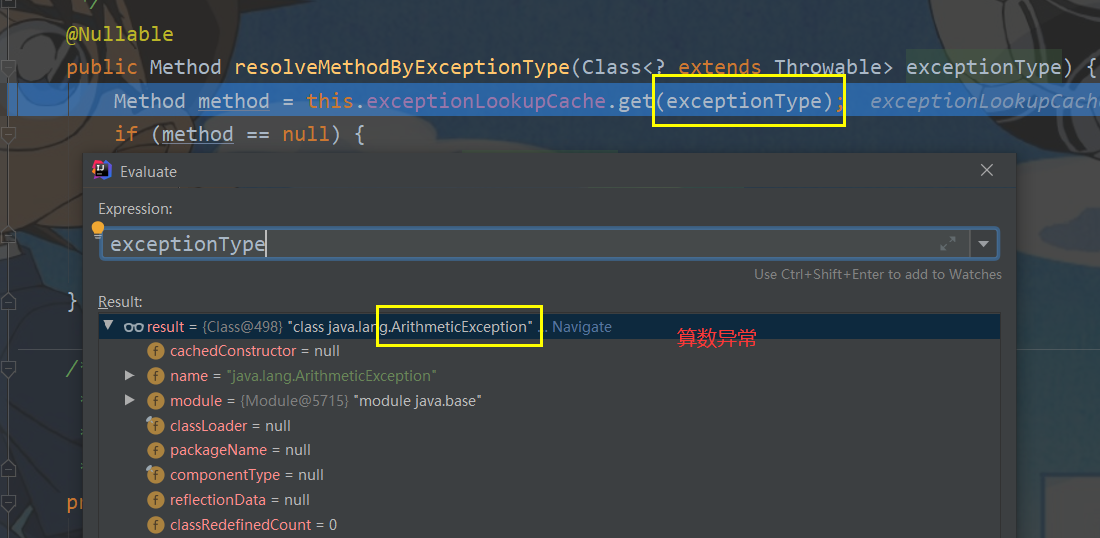 */
@Nullable
public Method resolveMethodByExceptionType(Class<? extends Throwable> exceptionType) {
Method method = this.exceptionLookupCache.get(exceptionType); exceptionLookupCach
if (method == null) {
Evaluate
Expression:
exceptionType
Use Ctrl+Shift+Enter to add to Watches
}
Result:
result = {Class@498} "class java.lang.ArithmeticException" ... Navigate
算数异常
cachedConstructor = null
name = "java.lang.ArithmeticException"
/*
module = {Module@5715} "module java.base"
classLoader = null
packageName = null
componentType = null
reflectionData = null
pr
classRedefinedCount = 0